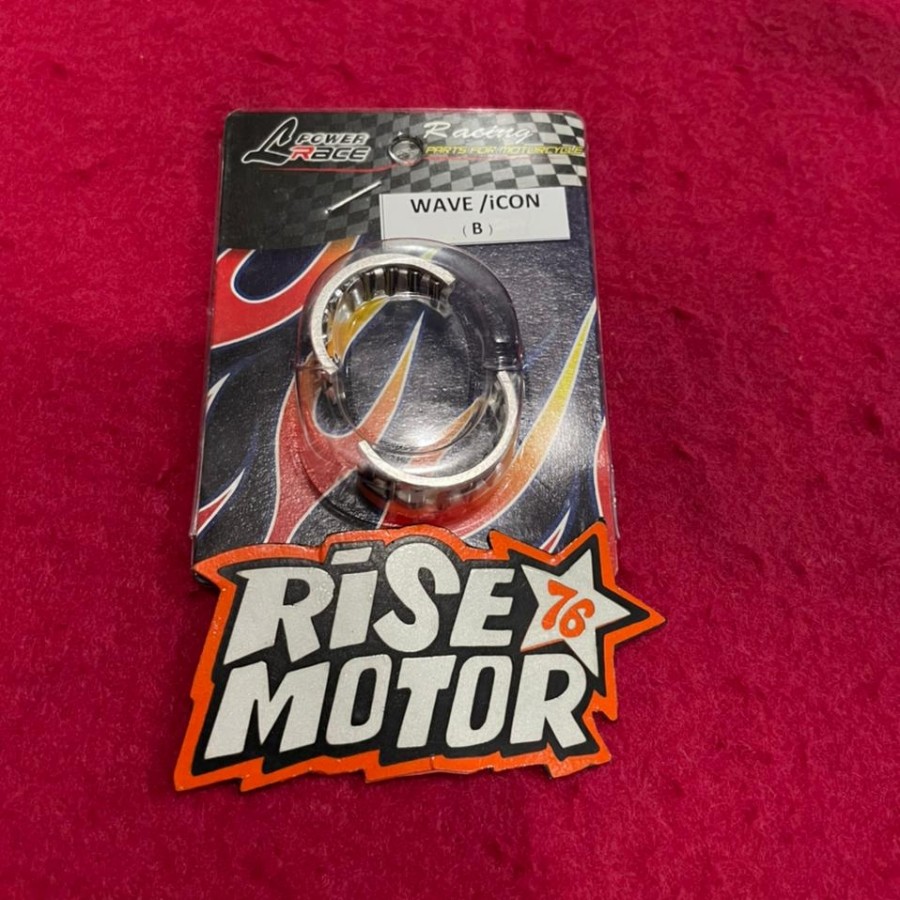 POWER
RACE
Racing
PARTS FOR MOTORCYCLE
WAVE /iCON
( B )
RiSE
76
MOTOR